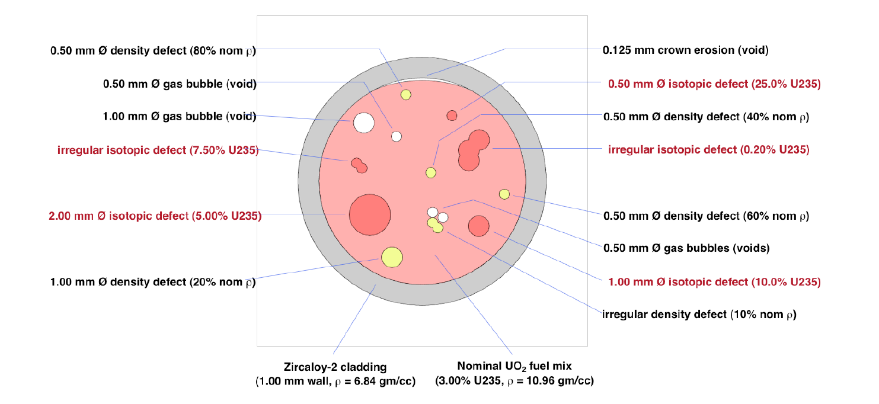 0.50 mm Ø density defect (80% nom ρ)
0.50 mm Ø gas bubble (void)
1.00 mm Ø gas bubble (void)
irregular isotopic defect (7.50% U235)
2.00 mm Ø isotopic defect (5.00% U235)
1.00 mm Ø density defect (20% nom ρ)
0.125 mm crown erosion (void)
0.50 mm Ø isotopic defect (25.0% U235)
0.50 mm Ø density defect (40% nom ρ)
irregular isotopic defect (0.20% U235)
0.50 mm Ø density defect (60% nom ρ)
0.50 mm Ø gas bubbles (voids)
1.00 mm Ø isotopic defect (10.0% U235)
irregular density defect (10% nom ρ)
Zircaloy-2 cladding
(1.00 mm wall, ρ = 6.84 gm/cc)
Nominal UO₂ fuel mix
(3.00% U235, ρ = 10.96 gm/cc)